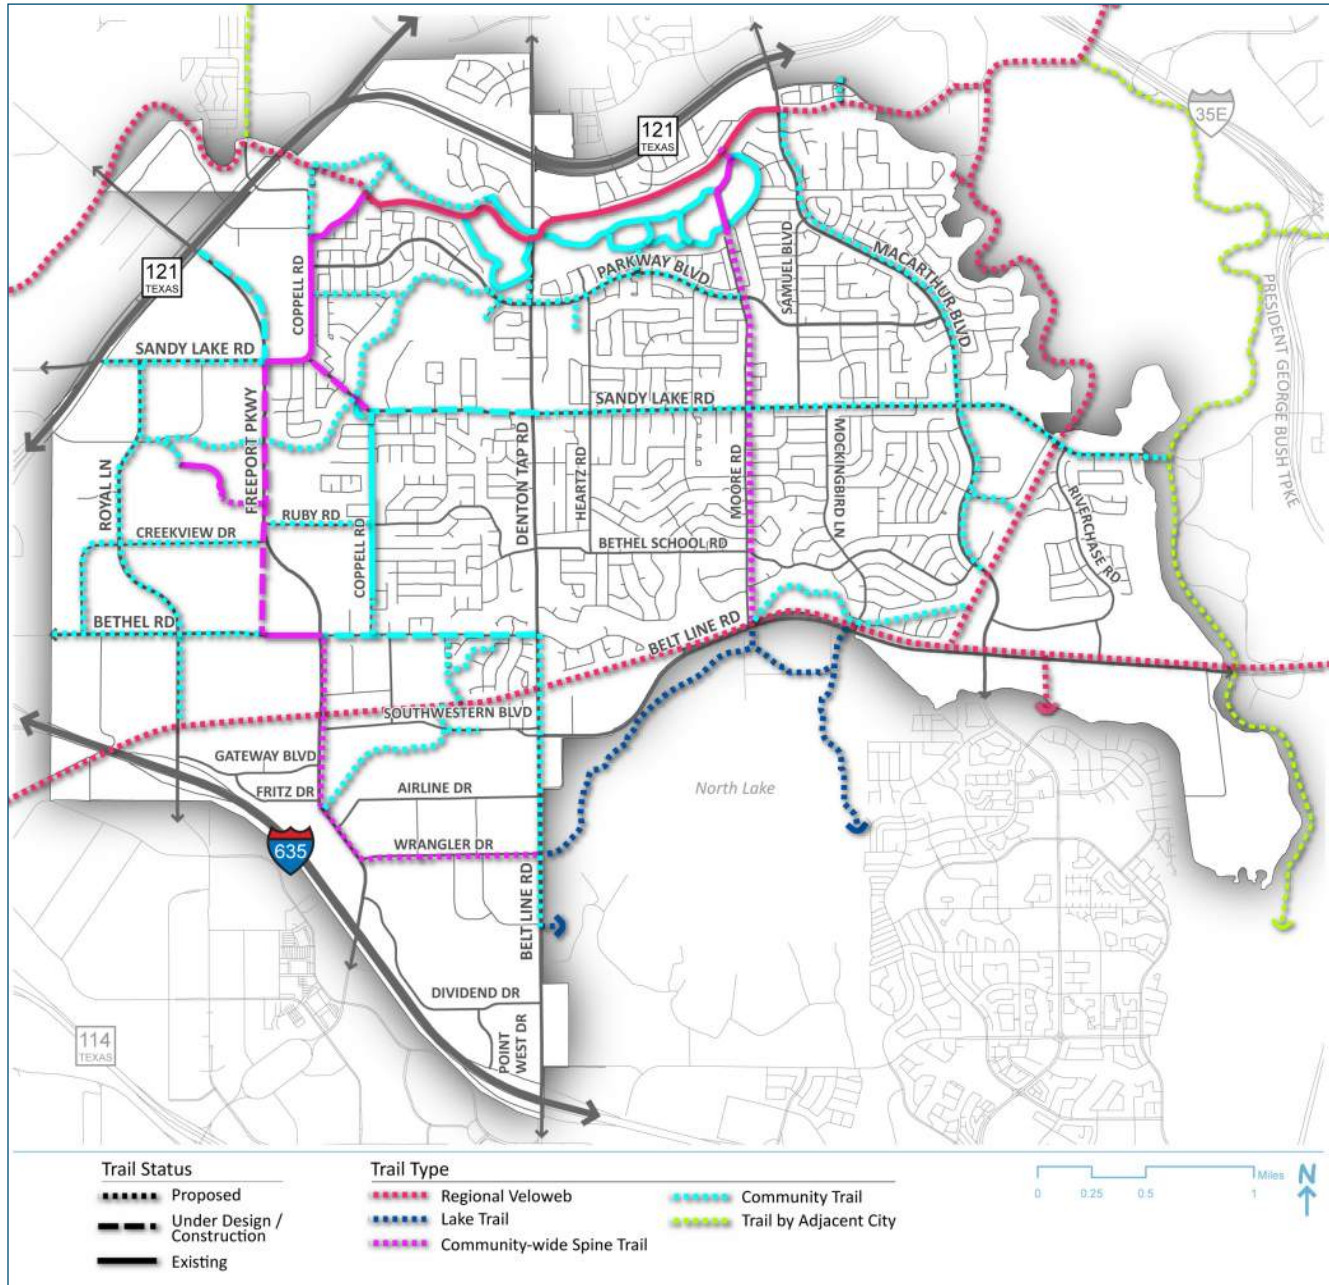 121
TEXAS
35E
121
TEXAS
COPPELL RD
PARKWAY BLVD
SAMUEL BLVD
MACARTHUR BLVD
PRESIDENT GEORGE BUSH TPKE
SANDY LAKE RD
FREEPORT PKWY
SANDY LAKE RD
ROYAL LN
DENTON TAP RD
HEARTZ RD
MOORE RD
MOCKINGBIRD LN
RIVERCHASE RD
RUBY RD
CREEKVIEW DR
COPPELL RD
BETHEL SCHOOL RD
BETHEL RD
BELT LINE RD
SOUTHWESTERN BLVD
GATEWAY BLVD
FRITZ DR
AIRLINE DR
North Lake
635
WRANGLER DR
BELT LINE RD
DIVIDEND DR
POINT
WEST DR
114
TEXAS
Trail Status
Proposed
Under Design /
Construction
Existing
Trail Type
Regional Veloweb
Lake Trail
Community-wide Spine Trail
Community Trail
Trail by Adjacent City
Miles
0 0.25 0.5 1
N